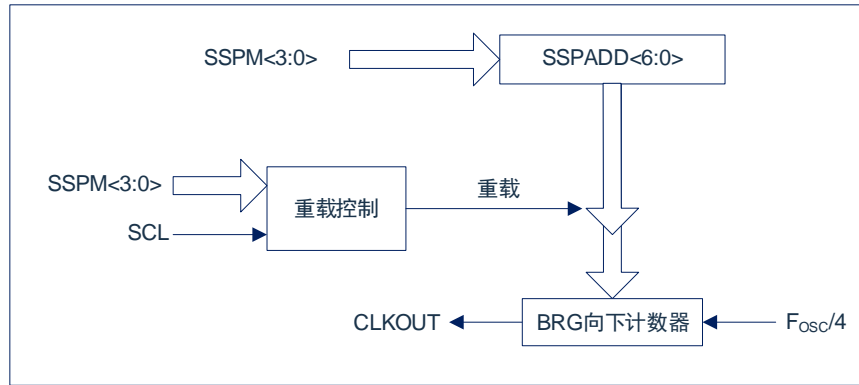 SSPM<3:0>
SSPADD<6:0>
SSPM<3:0>
重载控制
重载
SCL
CLKOUT
BRG向下计数器
FOSC/4